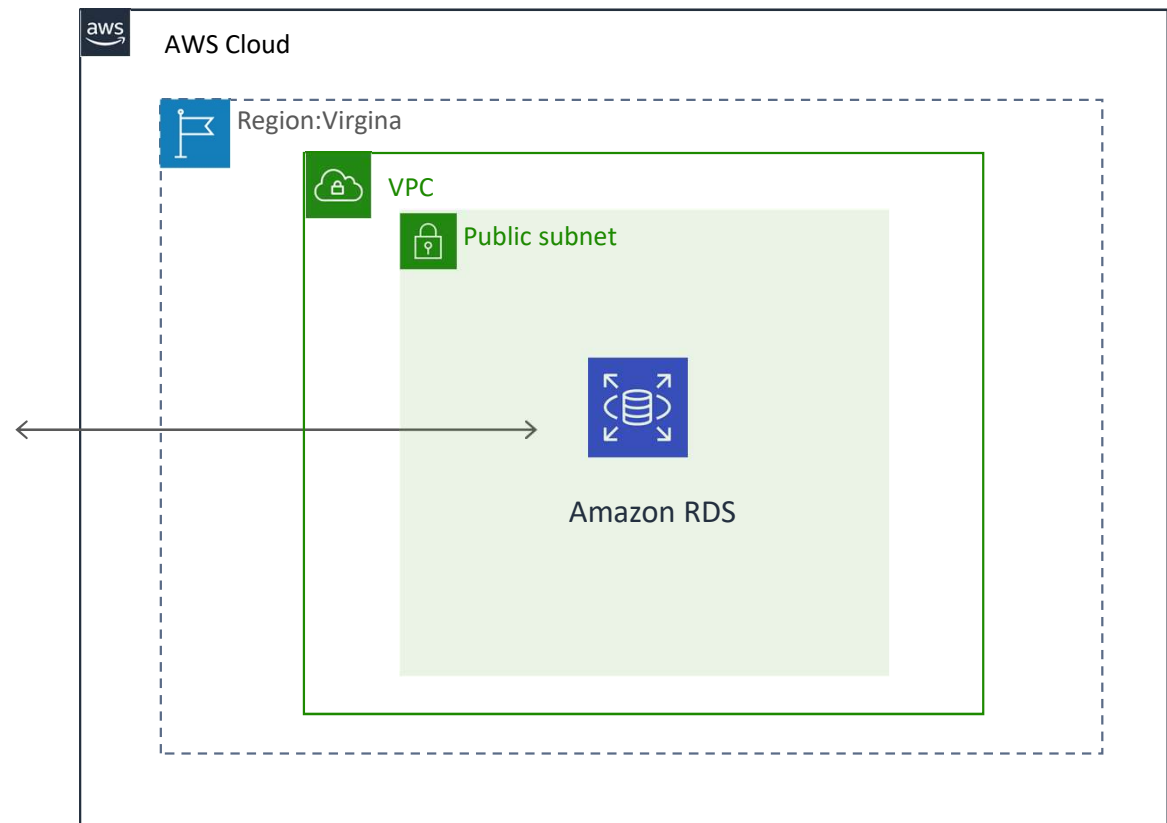 aws
AWS Cloud
Region:Virgina
VPC
Public subnet
Amazon RDS